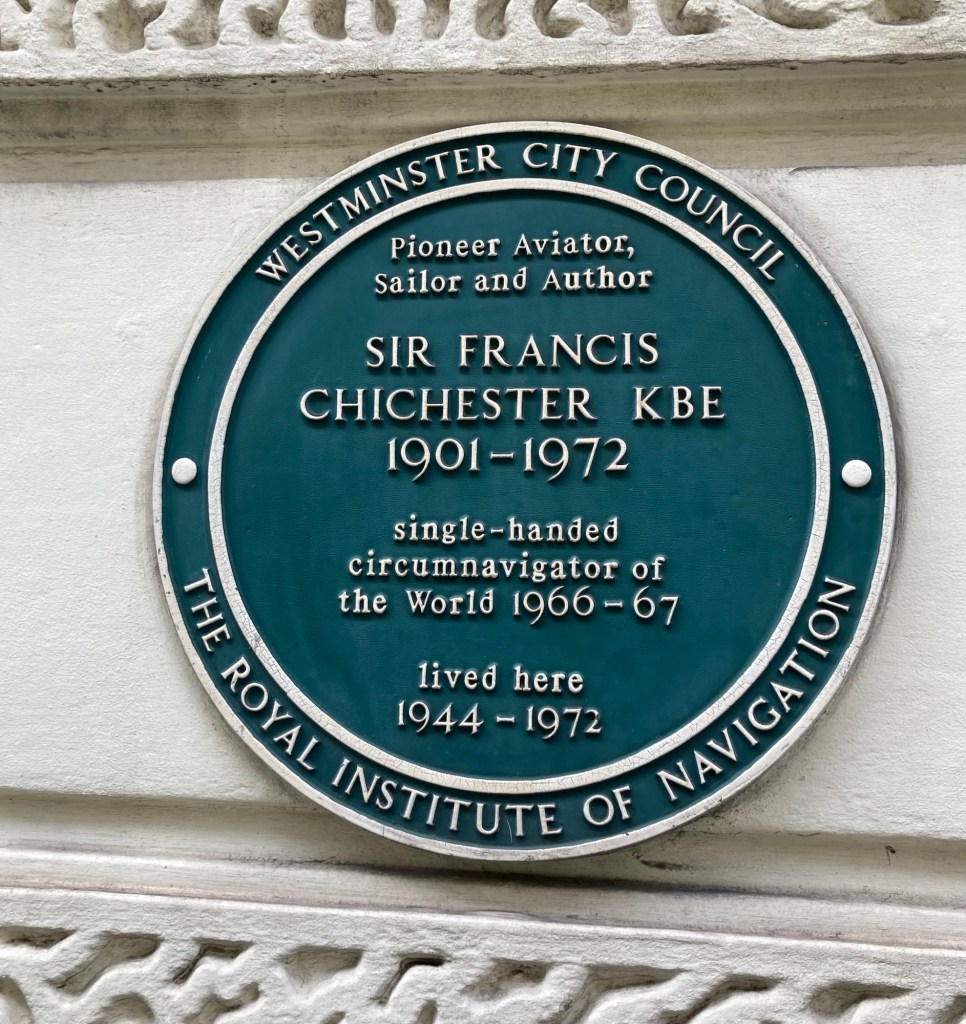 WESTMINSTER CITY COUNCIL
Pioneer Aviator,
Sailor and Author
SIR FRANCIS
CHICHESTER KBE
1901-1972
single-handed
circumnavigator of
the World 1966-67
lived here
1944-1972
THE ROYAL INSTITUTE OF NAVIGATION